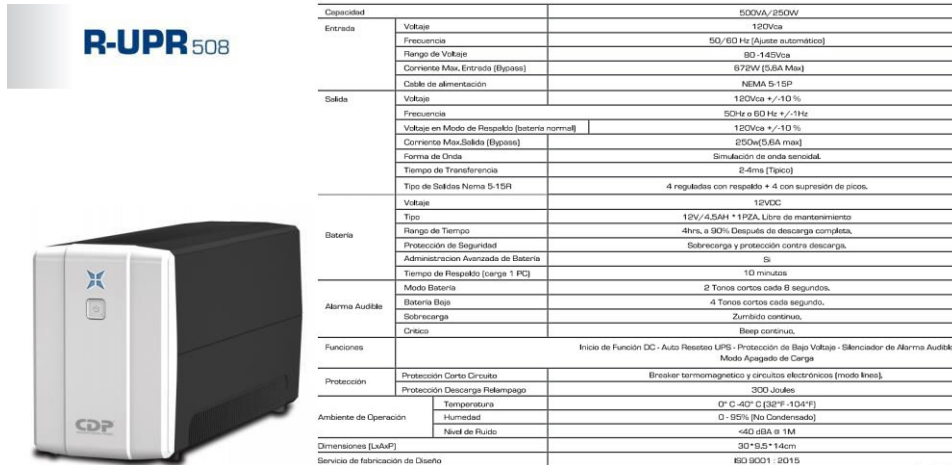 R-UPR 508
CDP
Capacidad 500VA/250W
Entrada Voltaje 120Vca
Frecuencia 50/60 Hz (Ajuste automático)
Rango de Voltaje 80 -145Vca
Corriente Max. Entrada (Bypass) 672W (5,6A Max)
Cable de alimentación NEMA 5-15P
Salida Voltaje 120Vca +/-10 %
Frecuencia 50Hz o 60 Hz +/-1Hz
Voltaje en Modo de Respaldo (batería normal) 120Vca +/-10 %
Corriente Max.Salida (Bypass) 250w(5,6A max)
Forma de Onda Simulación de onda senoidal.
Tiempo de Transferencia 2-4ms (Típico)
Tipo de Salidas Nema 5-15R 4 reguladas con respaldo + 4 con supresión de picos.
Batería Voltaje 12VDC
Tipo 12V/4.5AH *1PZA. Libre de mantenimiento
Rango de Tiempo 4hrs. a 90% Después de descarga completa.
Protección de Seguridad Sobrecarga y protección contra descarga.
Administracion Avanzada de Batería Si
Tiempo de Respaldo (carga 1 PC) 10 minutos
Alarma Audible Modo Batería 2 Tonos cortos cada 8 segundos.
Batería Baja 4 Tonos cortos cada segundo.
Sobrecarga Zumbido continuo.
Critico Beep continuo.
Funciones Inicio de Función DC - Auto Reseteo UPS - Protección de Bajo Voltaje - Silenciador de Alarma Audible
Modo Apagado de Carga
Protección Protección Corto Circuito Breaker termomagnetico y circuitos electrónicos (modo línea).
Protección Descarga Relampago 300 Joules
Ambiente de Operación Temperatura 0° C -40° C (32°F -104°F)
Humedad 0 - 95% (No Condensado)
Nivel de Ruido <40 dBA @ 1M
Dimensiones (LxAxP) 30*9.5*14cm
Servicio de fabricación de Diseño ISO 9001 : 2015